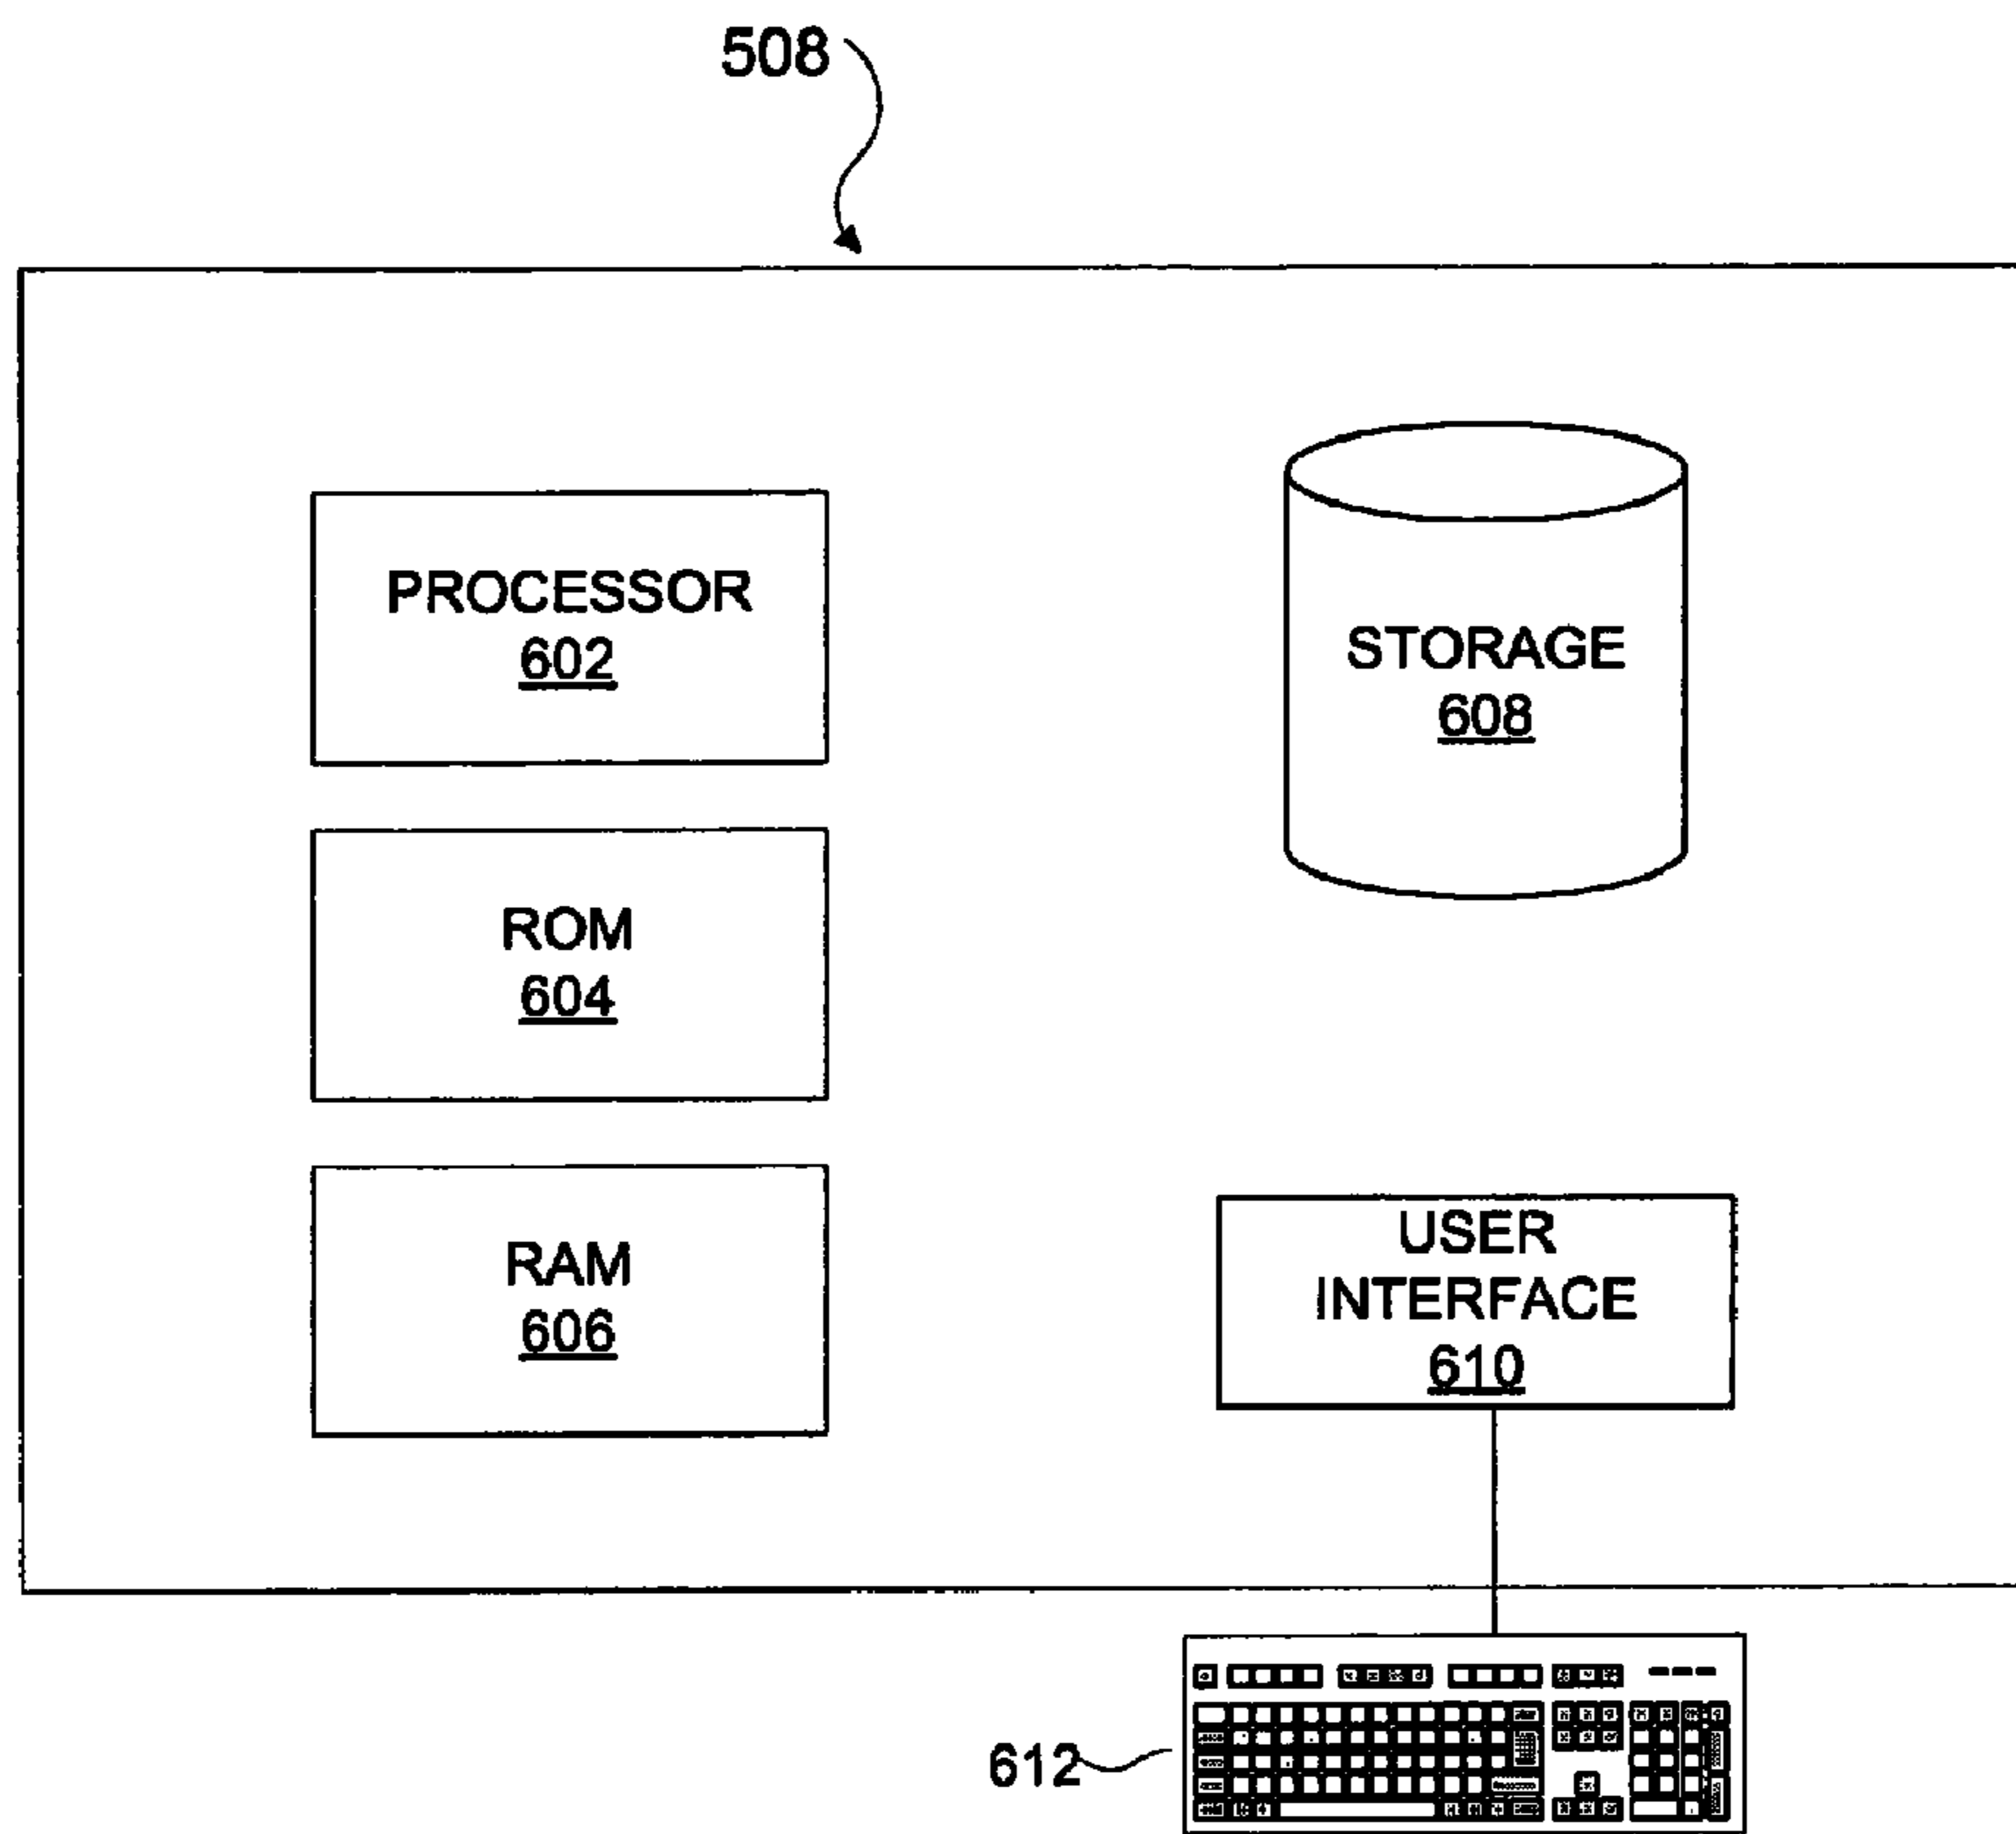 508
PROCESSOR
602
STORAGE
608
ROM
604
RAM
606
USER
INTERFACE
610
612